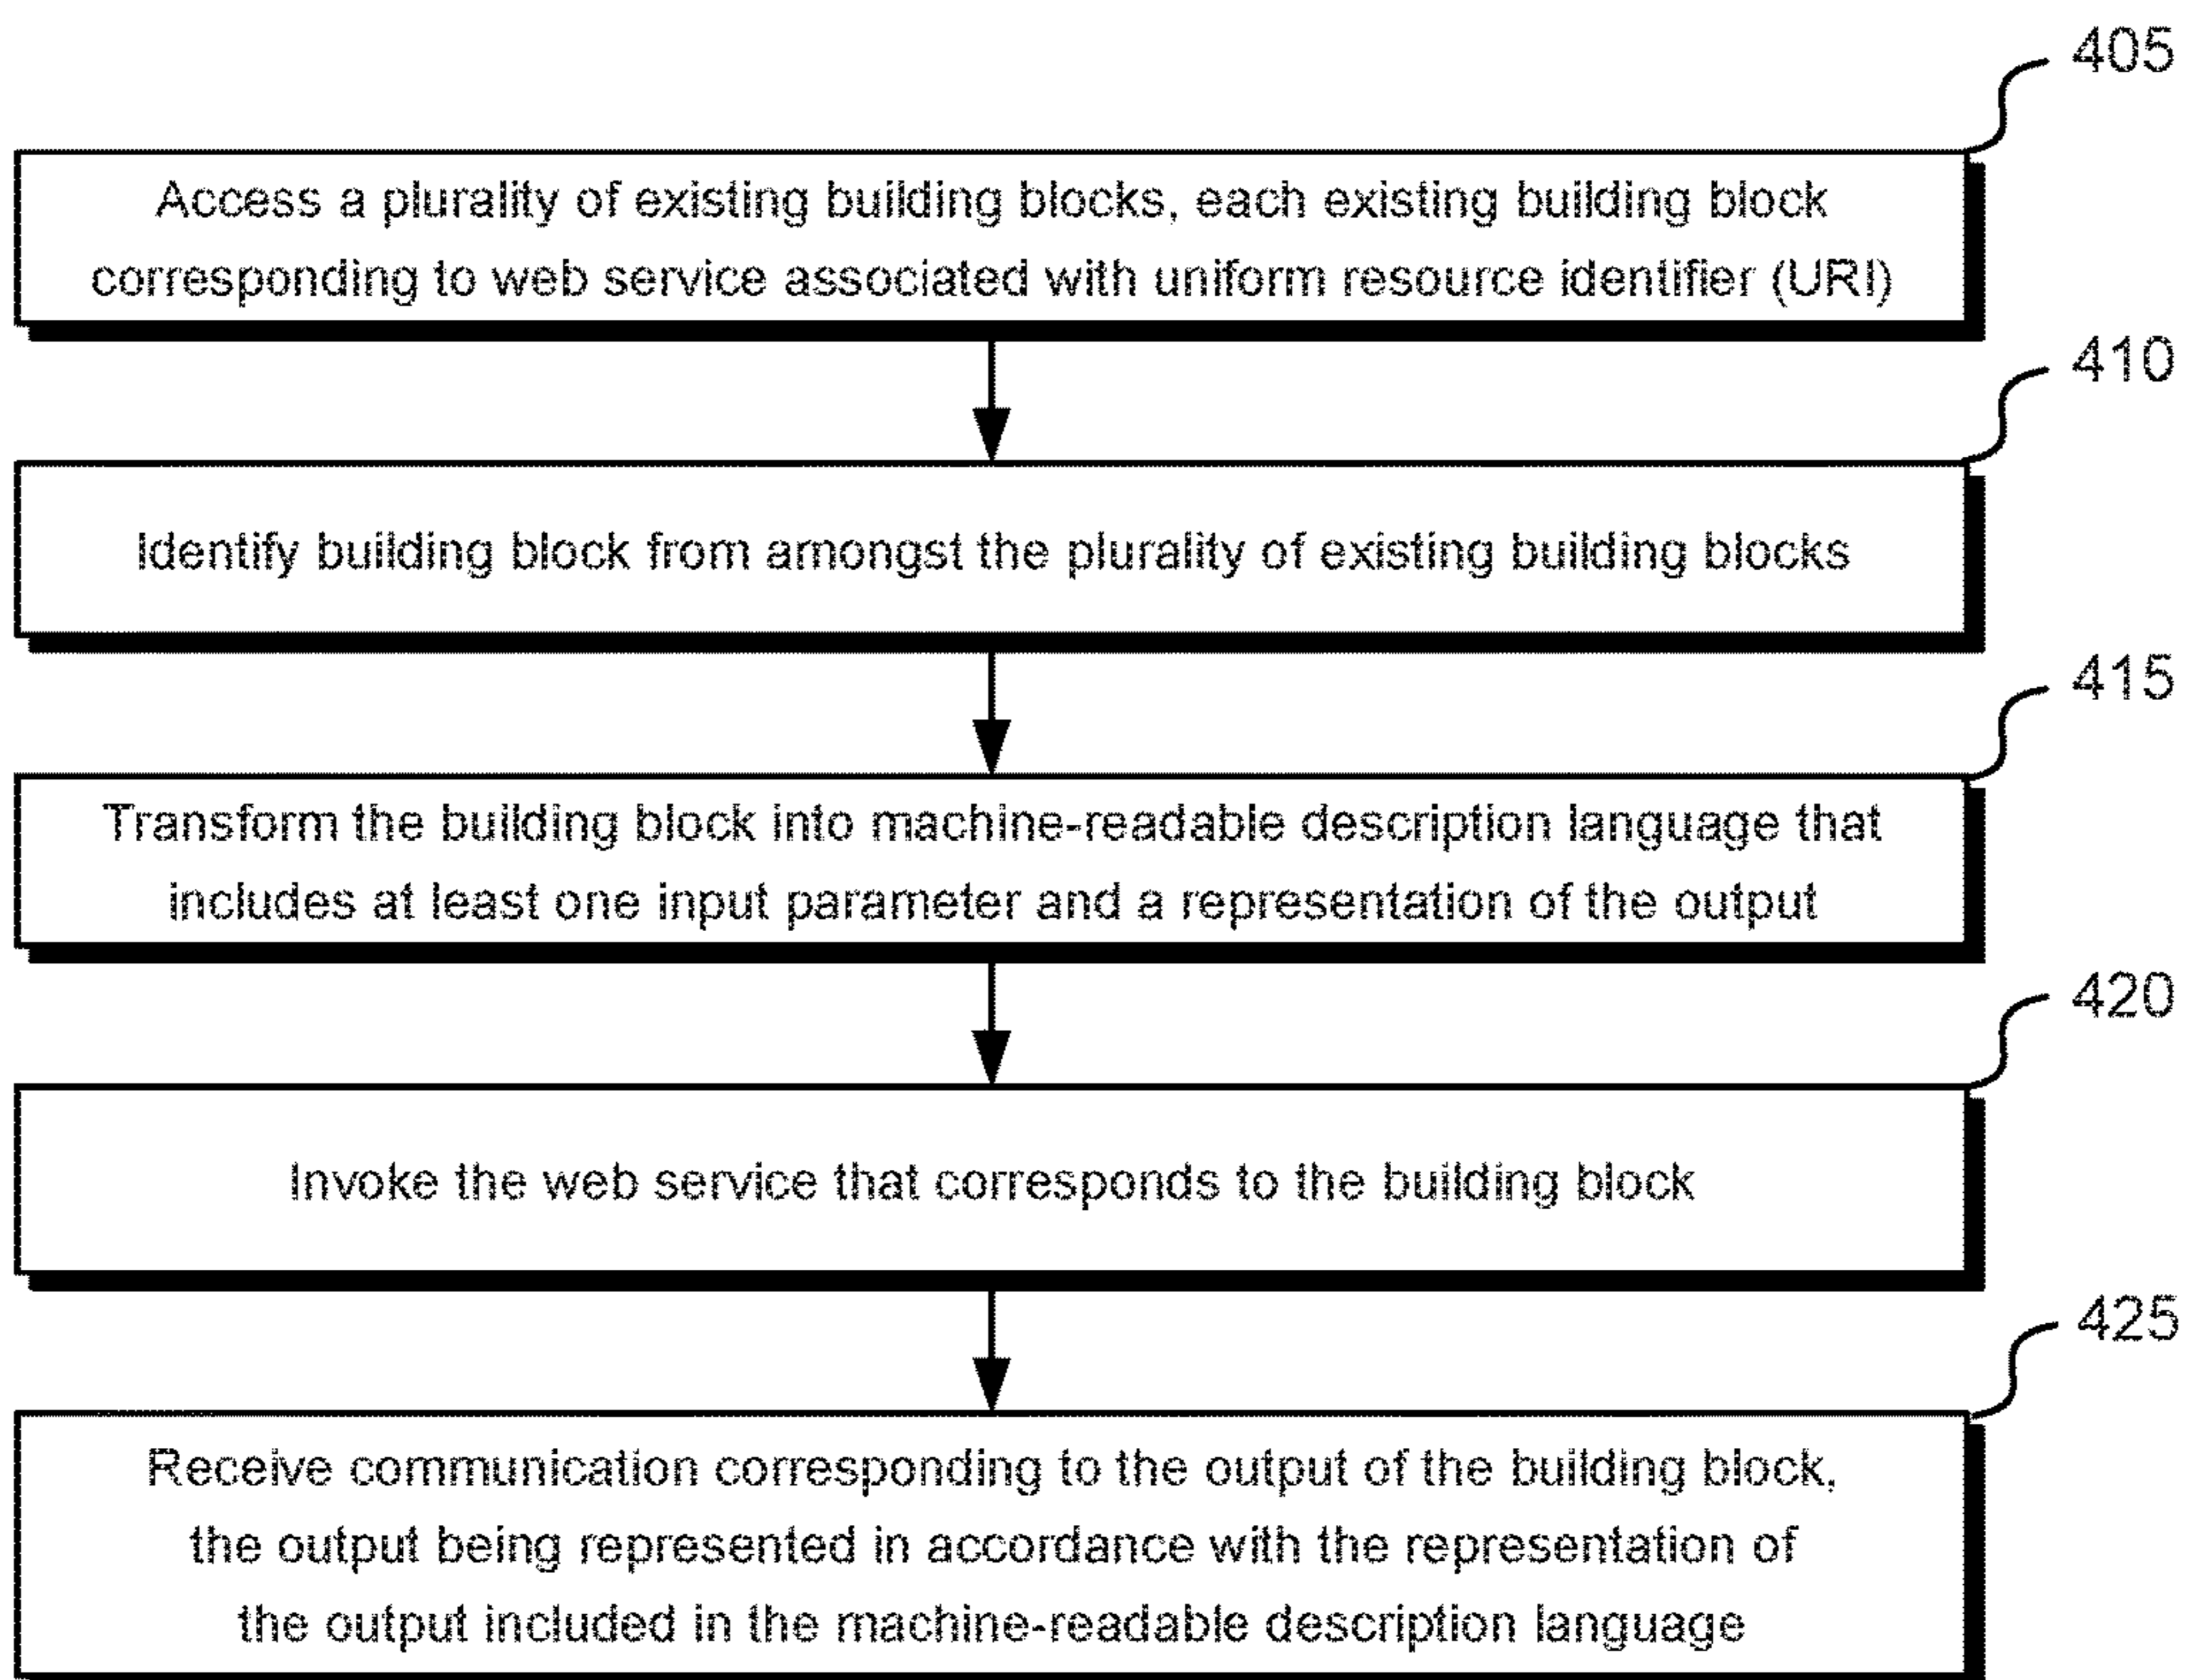 405
Access a plurality of existing building blocks, each existing building block
corresponding to web service associated with uniform resource identifier (URI)
410
Identify building block from amongst the plurality of existing building blocks
415
Transform the building block into machine-readable description language that
includes at least one input parameter and a representation of the output
420
Invoke the web service that corresponds to the building block
425
Receive communication corresponding to the output of the building block,
the output being represented in accordance with the representation of
the output included in the machine-readable description language